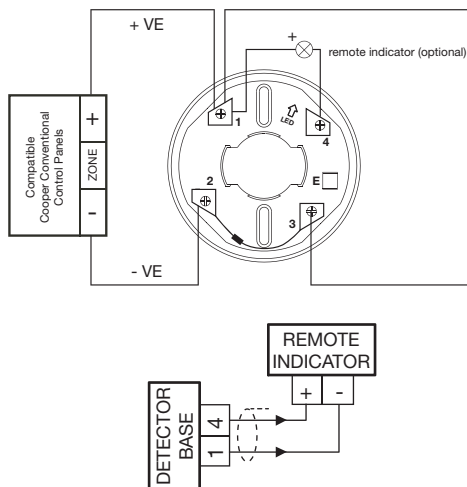 + VE
+
remote indicator (optional)
1
LED
4
Compatible
Cooper Conventional
Control Panels
+
ZONE
-
2
E
3
- VE
REMOTE
INDICATOR
+ -
DETECTOR
BASE
4
1